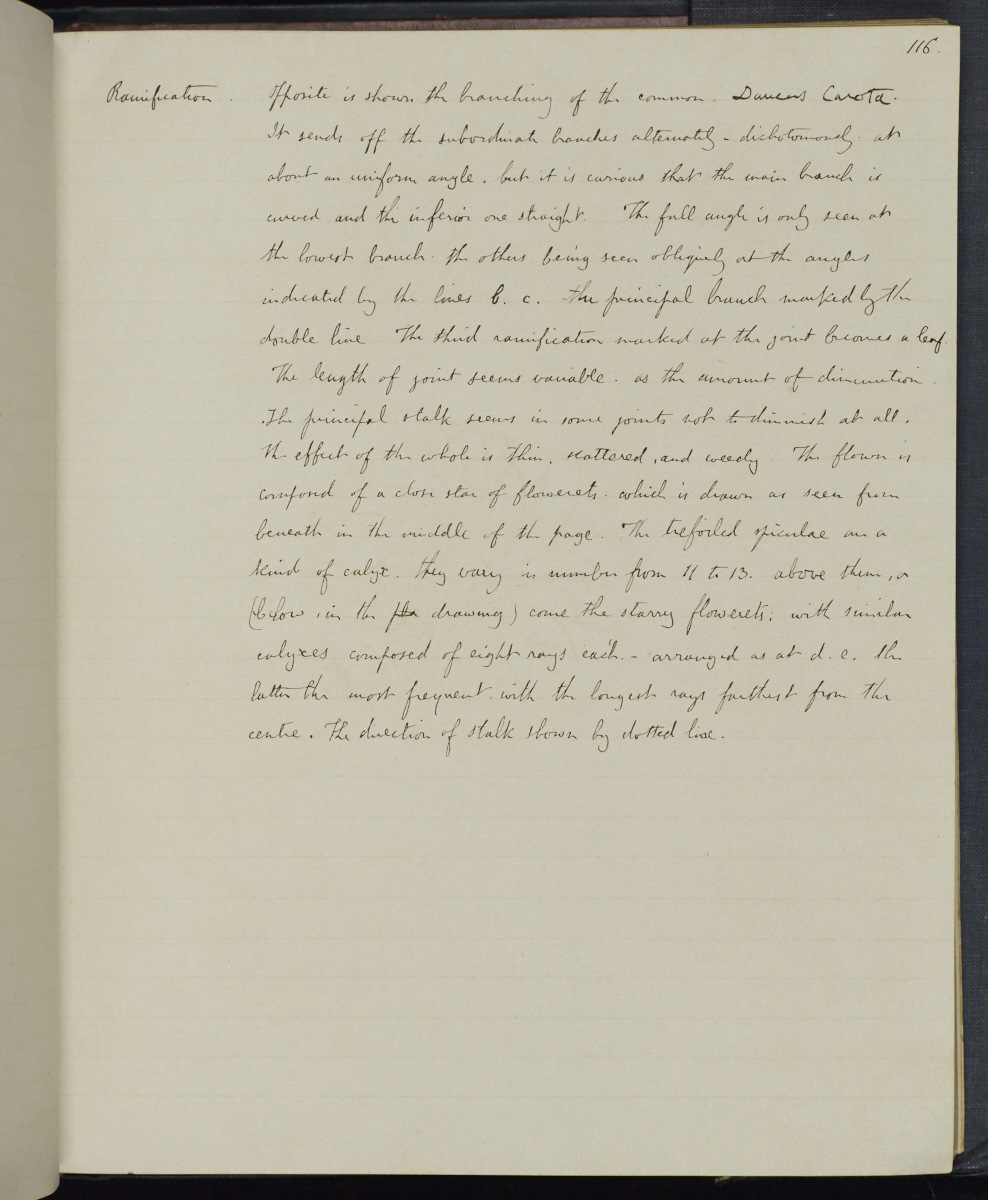 116.
Ramification. Opposite is shown the branching of the common. Daucus Carota.
It sends off the subordinate branches alternately - dichotomously. at
about an uniform angle. but it is curious that the main branch is
curved and the inferior one straight. The full angle is only seen at
the lowest branch. the others being seen obliquely at the angles
indicated by the lines b. c. the principal branch marked by the
double line The third ramification marked at the joint becomes a leaf.
The length of joint seems variable. as the amount of diminution.
The principal stalk seems in some joints not to diminish at all.
the effect of the whole is thin, scattered, and weedy. The flower is
composed of a close star of flowerets. which is drawn as seen from
beneath in the middle of the page. The trefoiled spiculae are a
kind of calyx. they vary in number from 11 to 13. above them, or
(below, in the drawing) come the starry flowerets; with similar
calyxes composed of eight rays each. - arranged as at d. e. the
latter the most frequent. with the longest rays farthest from the
centre. The direction of stalk shown by dotted line.